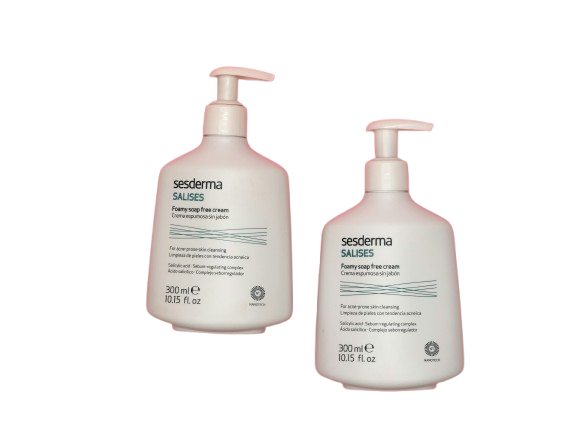 sesderma
SALISES
Foamy soap free cream
Crema espumosa sin jabón
For acne-prone skin cleansing
Limpieza de pieles con tendencia acneica
Salicylic acid · Sebum regulating complex
Ácido salicílico · Complejo seborregulador
300 ml ℮
10.15 fl. oz
NANOTECH
sesderma
SALISES
Foamy soap free cream
Crema espumosa sin jabón
For acne-prone skin cleansing
Limpieza de pieles con tendencia acneica
Salicylic acid · Sebum regulating complex
Ácido salicílico · Complejo seborregulador
300 ml ℮
10.15 fl. oz
NANOTECH